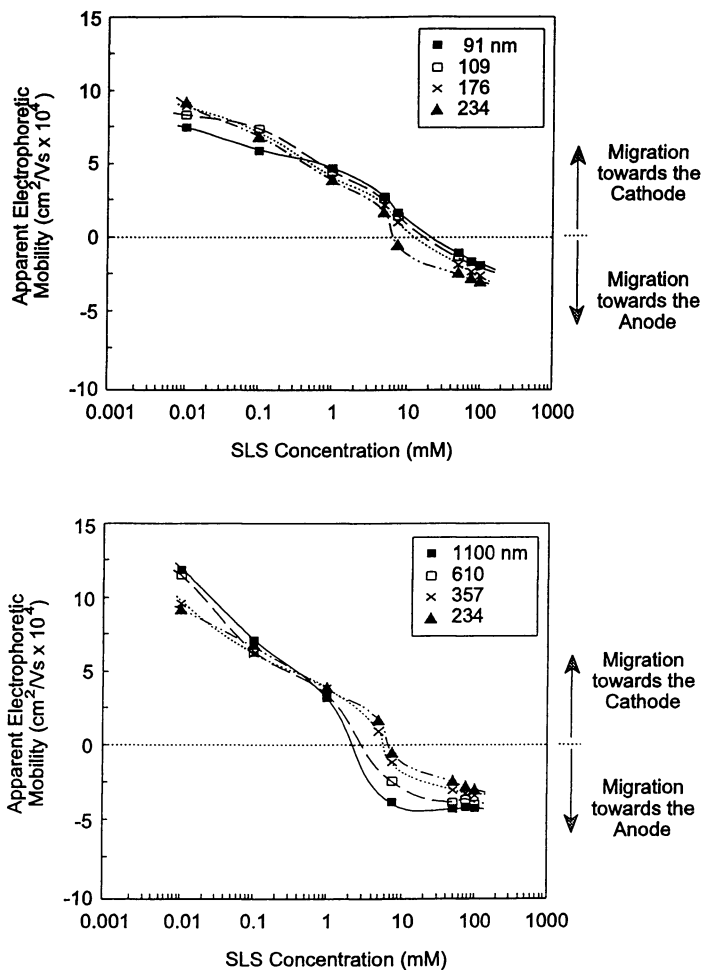 15
10
5
0
-5
-10
Apparent Electrophoretic
Mobility (cm²/Vs x 10⁴)
91 nm
109
176
234
Migration
towards the
Cathode
Migration
towards the
Anode
0.001 0.01 0.1 1 10 100 1000
SLS Concentration (mM)
15
10
5
0
-5
-10
Apparent Electrophoretic
Mobility (cm²/Vs x 10⁴)
1100 nm
610
357
234
Migration
towards the
Cathode
Migration
towards the
Anode
0.001 0.01 0.1 1 10 100 1000
SLS Concentration (mM)